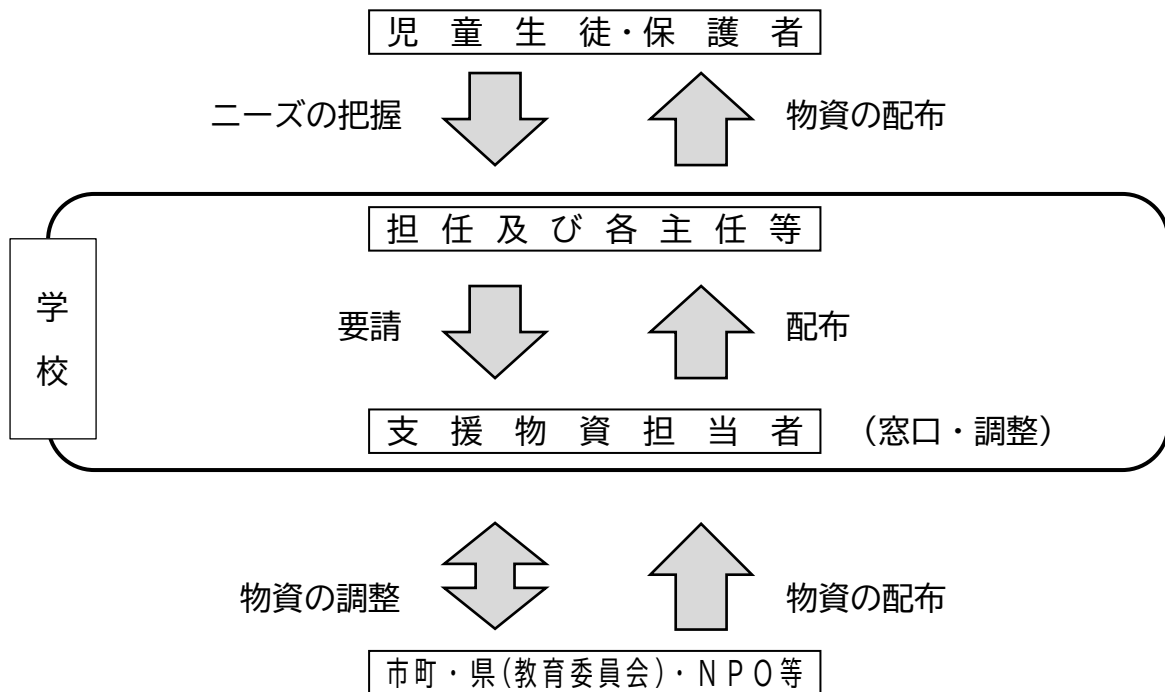 児童生徒・保護者
ニーズの把握
物資の配布
担任及び各主任等
学校
要請
配布
支援物資担当者
（窓口・調整）
物資の調整
物資の配布
市町・県(教育委員会)・ＮＰＯ等